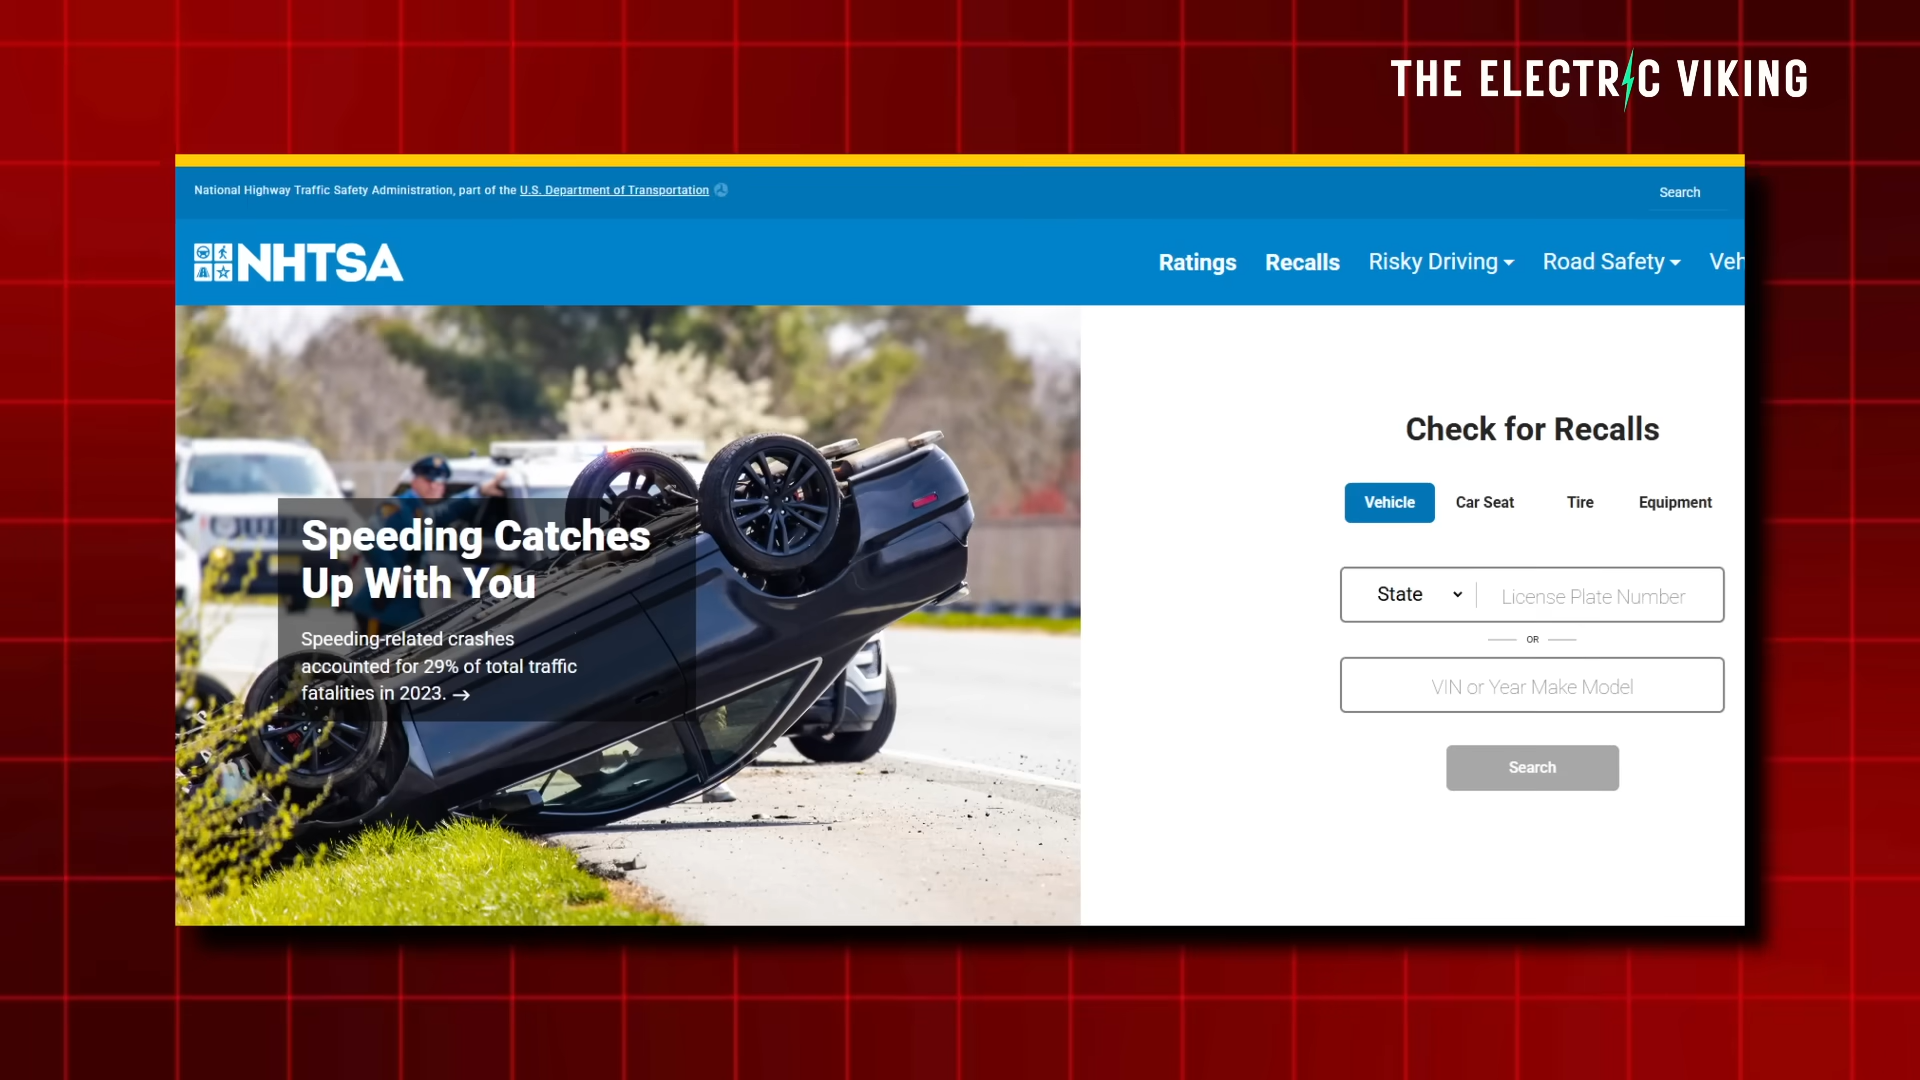 THE ELECTRIC VIKING
National Highway Traffic Safety Administration, part of the U.S. Department of Transportation
Search
NHTSA
Ratings Recalls Risky Driving Road Safety Veh
Speeding Catches
Up With You
Speeding-related crashes
accounted for 29% of total traffic
fatalities in 2023. →
Check for Recalls
Vehicle Car Seat Tire Equipment
State License Plate Number
OR
VIN or Year Make Model
Search